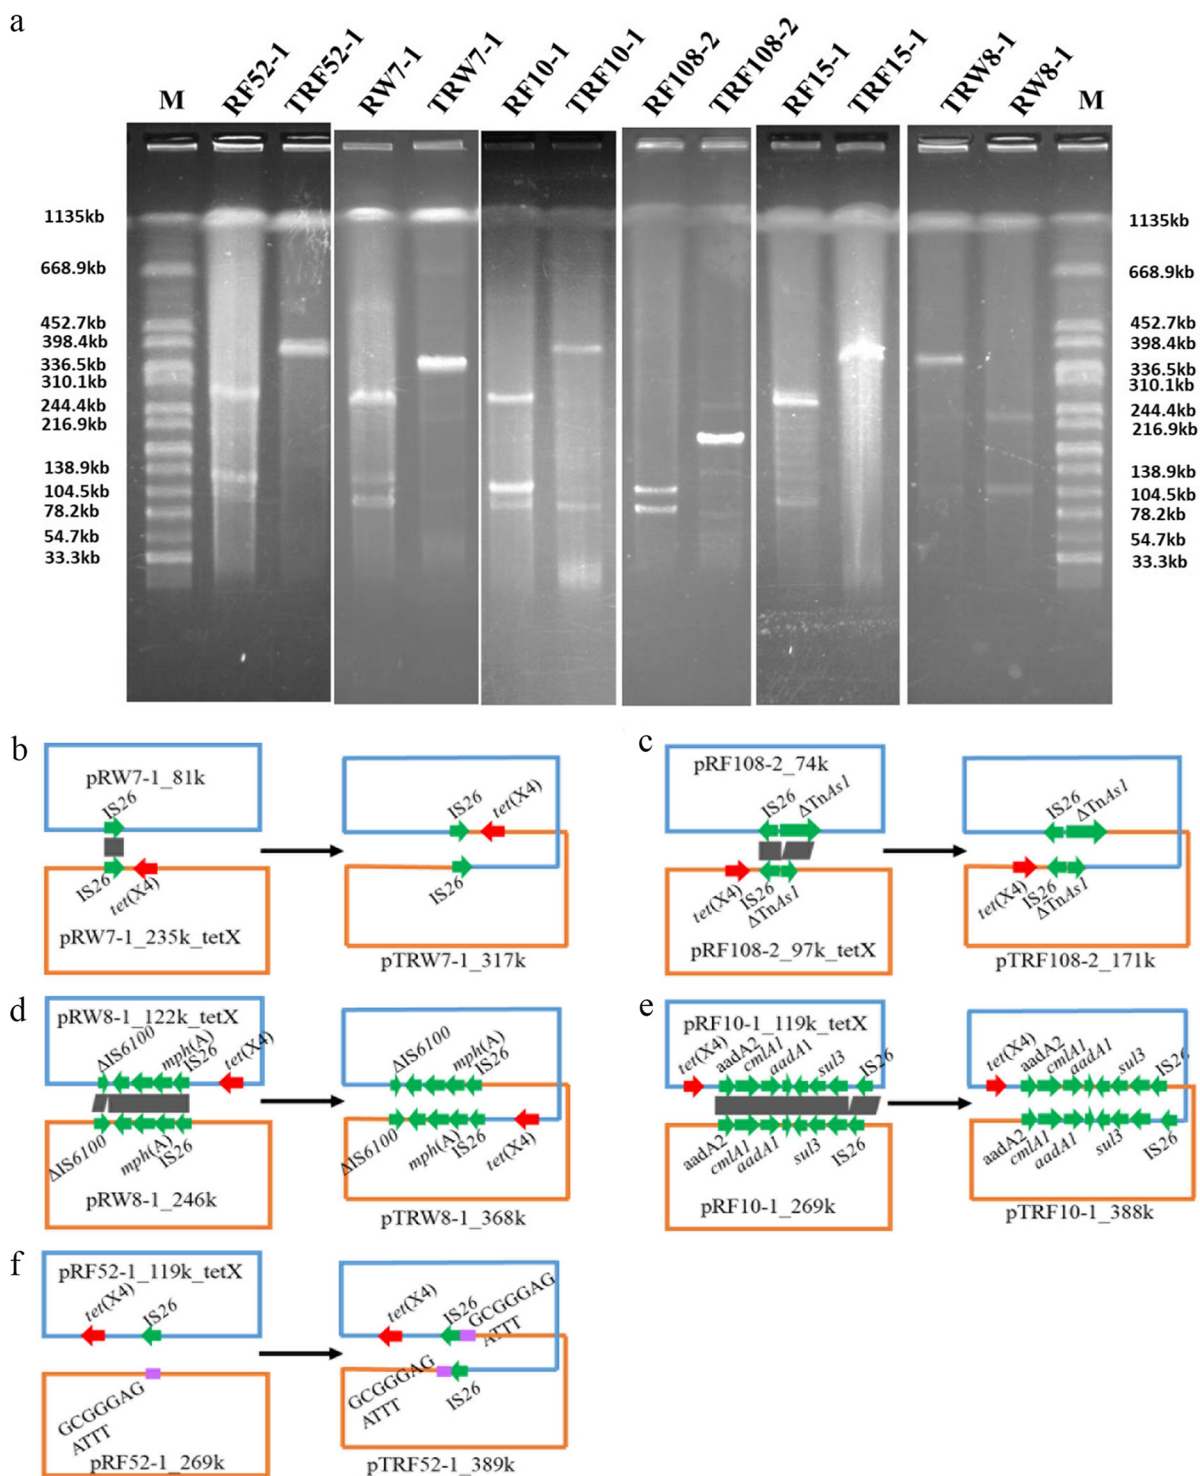 a
M RF52-1 TRF52-1 RW7-1 TRW7-1 RF10-1 TRF10-1 RF108-2 TRF108-2 RF15-1 TRF15-1 TRW8-1 RW8-1 M
1135kb 1135kb
668.9kb 668.9kb
452.7kb 452.7kb
398.4kb 398.4kb
336.5kb 336.5kb
310.1kb 310.1kb
244.4kb 244.4kb
216.9kb 216.9kb
138.9kb 138.9kb
104.5kb 104.5kb
78.2kb 78.2kb
54.7kb 54.7kb
33.3kb 33.3kb
b
pRW7-1_81k
IS26
IS26
tet(X4)
pRW7-1_235k_tetX
IS26
tet(X4)
IS26
pTRW7-1_317k
c
pRF108-2_74k
IS26
ΔTnAs1
tet(X4)
IS26
ΔTnAs1
pRF108-2_97k_tetX
IS26
ΔTnAs1
tet(X4)
IS26
ΔTnAs1
pTRF108-2_171k
d
pRW8-1_122k_tetX
ΔIS6100
mph(A)
IS26
tet(X4)
ΔIS6100
mph(A)
IS26
pRW8-1_246k
ΔIS6100
mph(A)
IS26
ΔIS6100
mph(A)
IS26
tet(X4)
pTRW8-1_368k
e
pRF10-1_119k_tetX
tet(X4)
aadA2
cmlA1
aadA1
sul3
IS26
aadA2
cmlA1
aadA1
sul3
IS26
pRF10-1_269k
tet(X4)
aadA2
cmlA1
aadA1
sul3
IS26
aadA2
cmlA1
aadA1
sul3
IS26
pTRF10-1_388k
f
pRF52-1_119k_tetX
tet(X4)
IS26
GCGGGAG
ATTT
pRF52-1_269k
tet(X4)
IS26
GCGGGAG
ATTT
GCGGGAG
ATTT
IS26
pTRF52-1_389k